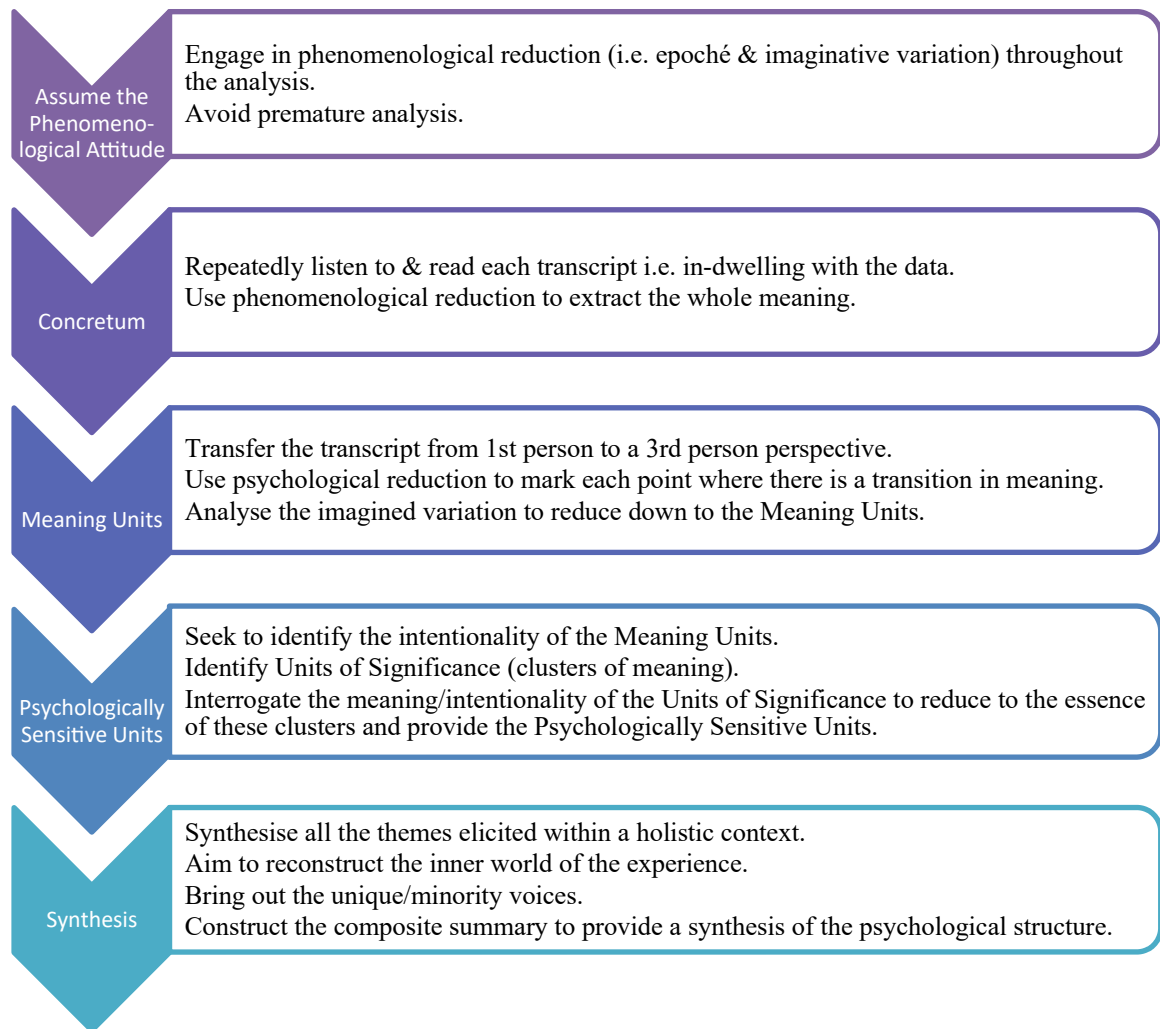 Assume the
Phenomeno-
logical Attitude
Engage in phenomenological reduction (i.e. epoché & imaginative variation) throughout
the analysis.
Avoid premature analysis.
Concretum
Repeatedly listen to & read each transcript i.e. in-dwelling with the data.
Use phenomenological reduction to extract the whole meaning.
Meaning Units
Transfer the transcript from 1st person to a 3rd person perspective.
Use psychological reduction to mark each point where there is a transition in meaning.
Analyse the imagined variation to reduce down to the Meaning Units.
Psychologically
Sensitive Units
Seek to identify the intentionality of the Meaning Units.
Identify Units of Significance (clusters of meaning).
Interrogate the meaning/intentionality of the Units of Significance to reduce to the essence
of these clusters and provide the Psychologically Sensitive Units.
Synthesis
Synthesise all the themes elicited within a holistic context.
Aim to reconstruct the inner world of the experience.
Bring out the unique/minority voices.
Construct the composite summary to provide a synthesis of the psychological structure.